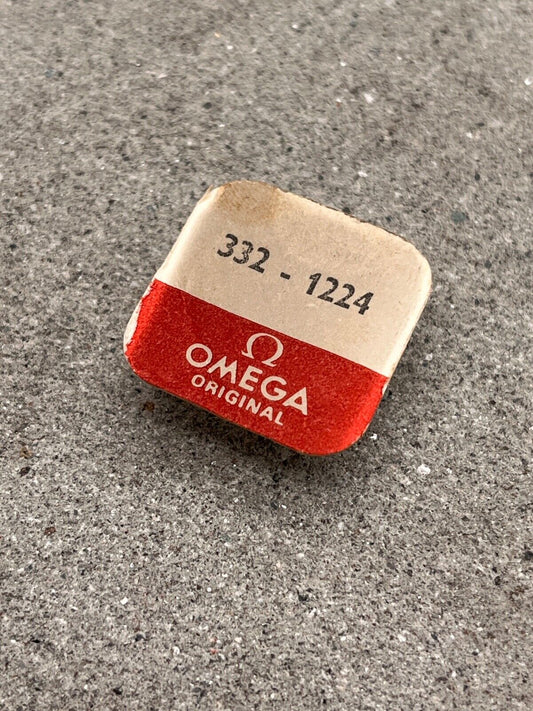 332 - 1224
Ω
OMEGA
ORIGINAL